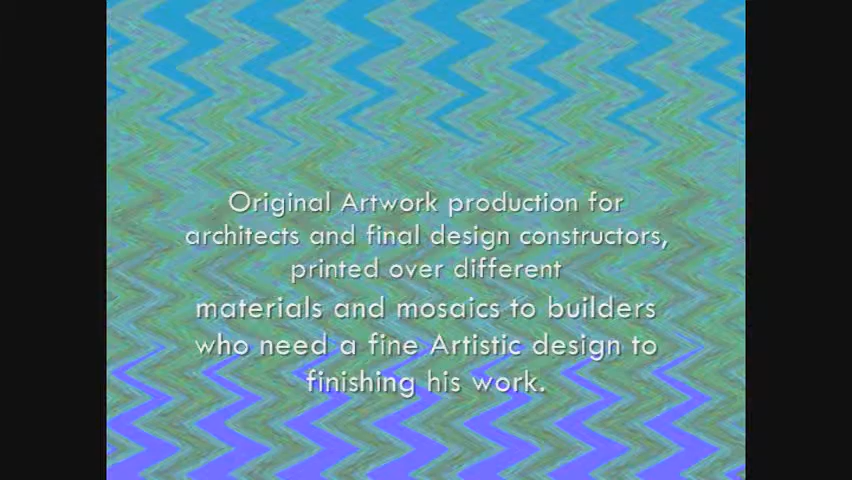 Original Artwork production for
architects and final design constructors,
printed over different
materials and mosaics to builders
who need a fine Artistic design to
finishing his work.